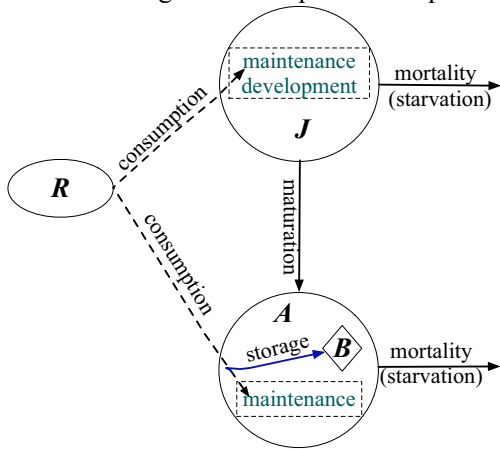 maintenance
development
mortality
(starvation)
J
consumption
R
maturation
consumption
A
storage
B
mortality
(starvation)
maintenance